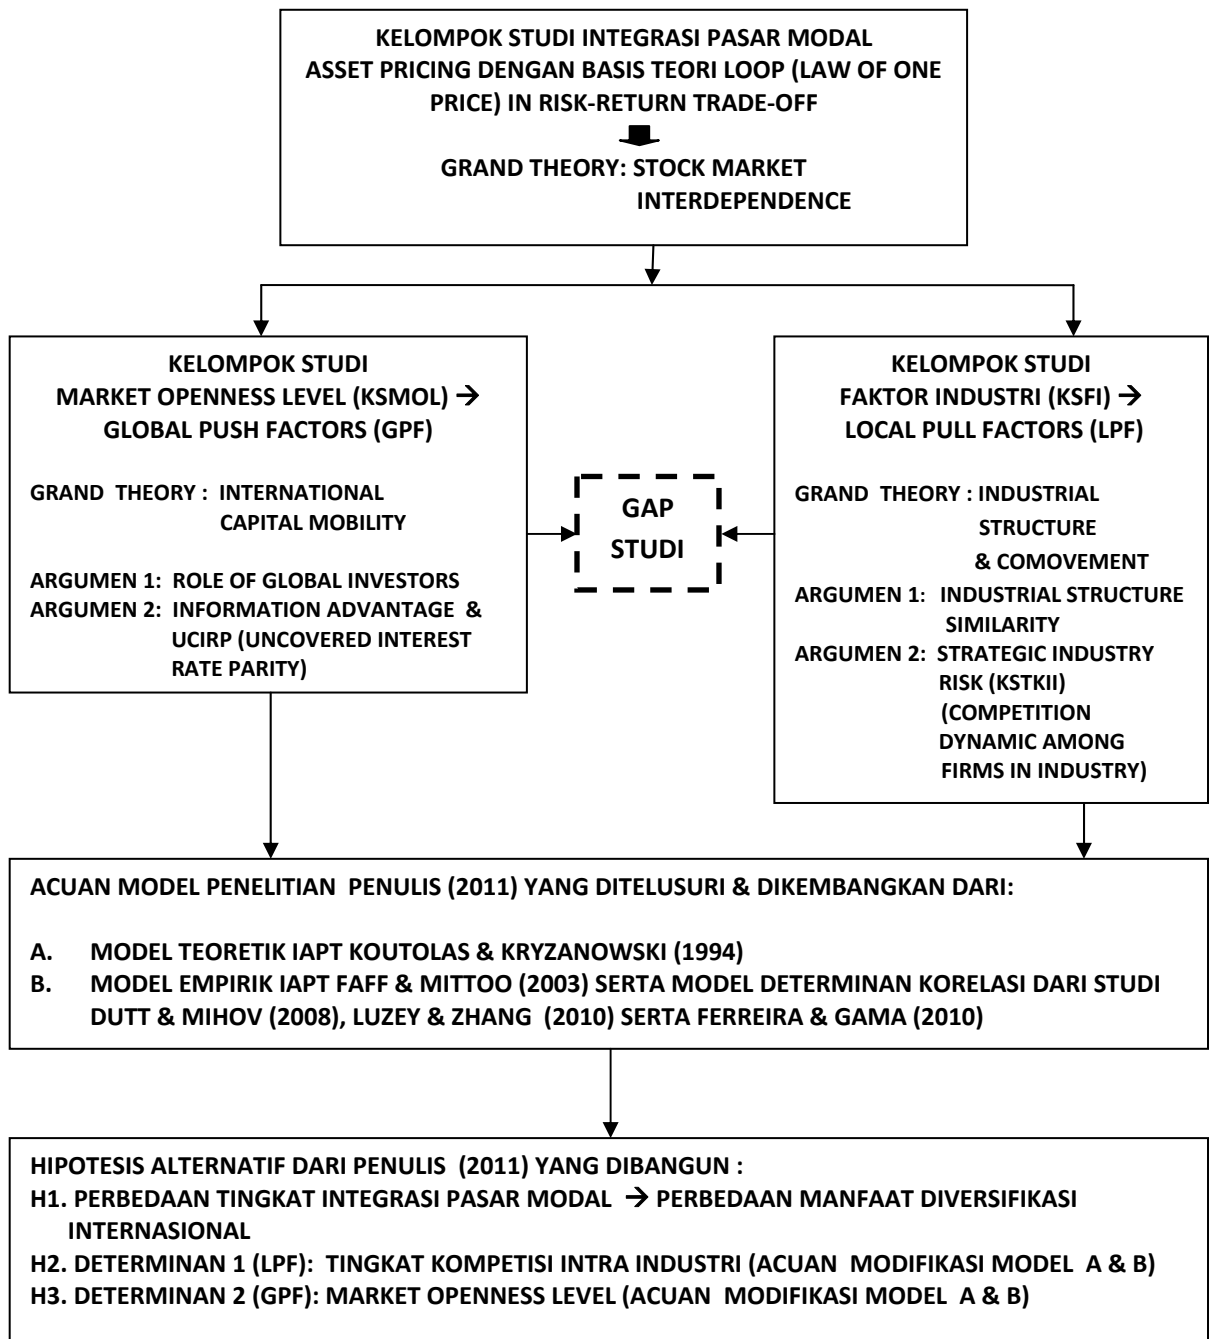 KELOMPOK STUDI INTEGRASI PASAR MODAL
ASSET PRICING DENGAN BASIS TEORI LOOP (LAW OF ONE
PRICE) IN RISK-RETURN TRADE-OFF
GRAND THEORY: STOCK MARKET
INTERDEPENDENCE
KELOMPOK STUDI
MARKET OPENNESS LEVEL (KSMOL) →
GLOBAL PUSH FACTORS (GPF)
GRAND THEORY : INTERNATIONAL
CAPITAL MOBILITY
ARGUMEN 1: ROLE OF GLOBAL INVESTORS
ARGUMEN 2: INFORMATION ADVANTAGE &
UCIRP (UNCOVERED INTEREST
RATE PARITY)
GAP
STUDI
KELOMPOK STUDI
FAKTOR INDUSTRI (KSFI) →
LOCAL PULL FACTORS (LPF)
GRAND THEORY : INDUSTRIAL
STRUCTURE
& COMOVEMENT
ARGUMEN 1: INDUSTRIAL STRUCTURE
SIMILARITY
ARGUMEN 2: STRATEGIC INDUSTRY
RISK (KSTKII)
(COMPETITION
DYNAMIC AMONG
FIRMS IN INDUSTRY)
ACUAN MODEL PENELITIAN PENULIS (2011) YANG DITELUSURI & DIKEMBANGKAN DARI:
A. MODEL TEORETIK IAPT KOUTOLAS & KRYZANOWSKI (1994)
B. MODEL EMPIRIK IAPT FAFF & MITTOO (2003) SERTA MODEL DETERMINAN KORELASI DARI STUDI
DUTT & MIHOV (2008), LUZEY & ZHANG (2010) SERTA FERREIRA & GAMA (2010)
HIPOTESIS ALTERNATIF DARI PENULIS (2011) YANG DIBANGUN :
H1. PERBEDAAN TINGKAT INTEGRASI PASAR MODAL → PERBEDAAN MANFAAT DIVERSIFIKASI
INTERNASIONAL
H2. DETERMINAN 1 (LPF): TINGKAT KOMPETISI INTRA INDUSTRI (ACUAN MODIFIKASI MODEL A & B)
H3. DETERMINAN 2 (GPF): MARKET OPENNESS LEVEL (ACUAN MODIFIKASI MODEL A & B)